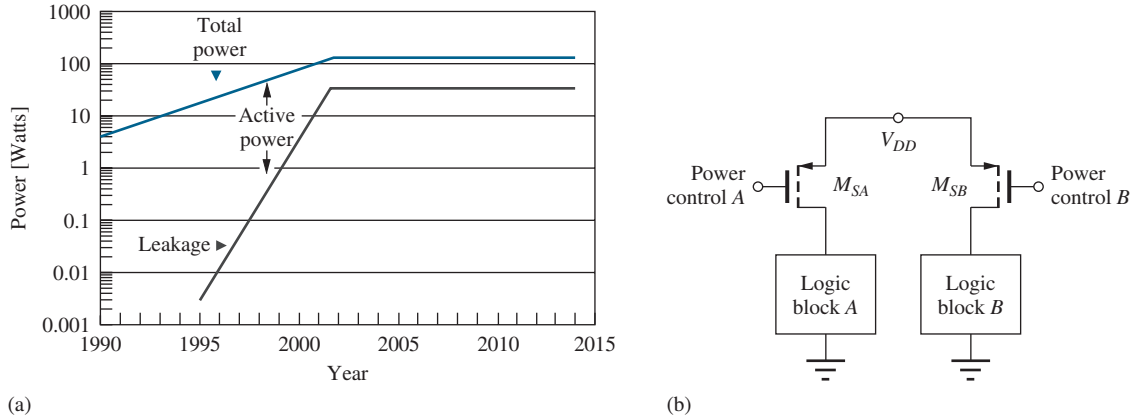 1000
100
10
1
0.1
0.01
0.001
Power [Watts]
Total
power
Active
power
Leakage
1990 1995 2000 2005 2010 2015
Year
(a)
V_DD
Power
control A
M_SA
M_SB
Power
control B
Logic
block A
Logic
block B
(b)